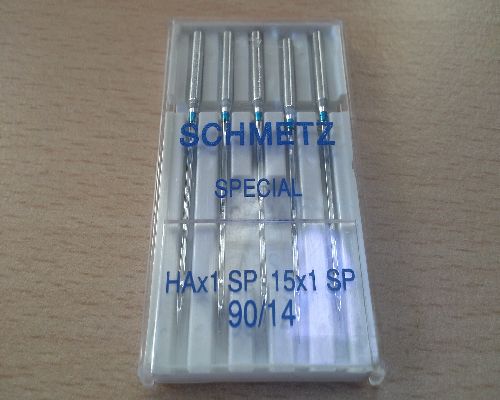 SCHMETZ
SPECIAL
HAx1 SP 15x1 SP
90/14